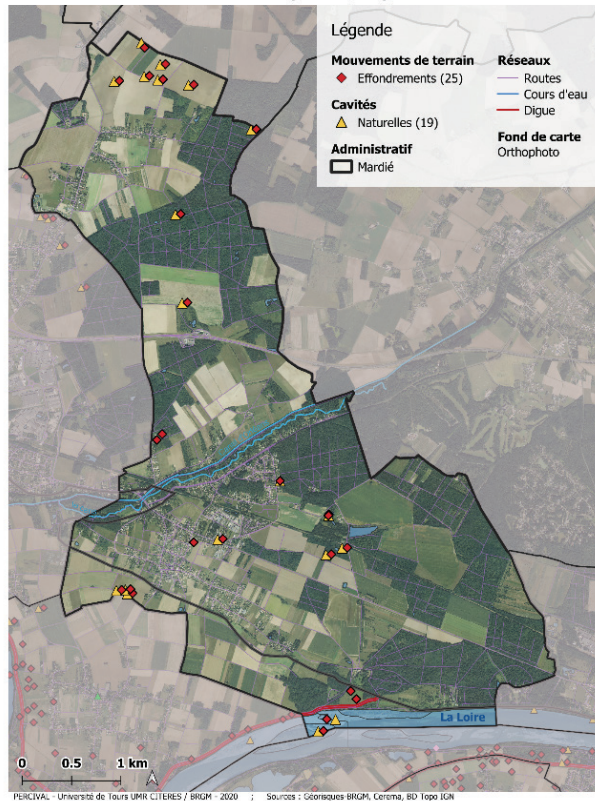 Légende
Mouvements de terrain
Effondrements (25)
Cavités
Naturelles (19)
Administratif
Mardié
Réseaux
Routes
Cours d'eau
Digue
Fond de carte
Orthophoto
La Loire
0 0.5 1 km
PERCIVAL - Université de Tours UMR CITERES / BRGM - 2020 ; Sources : Géorisques-BRGM, Cerema, BD Topo IGN